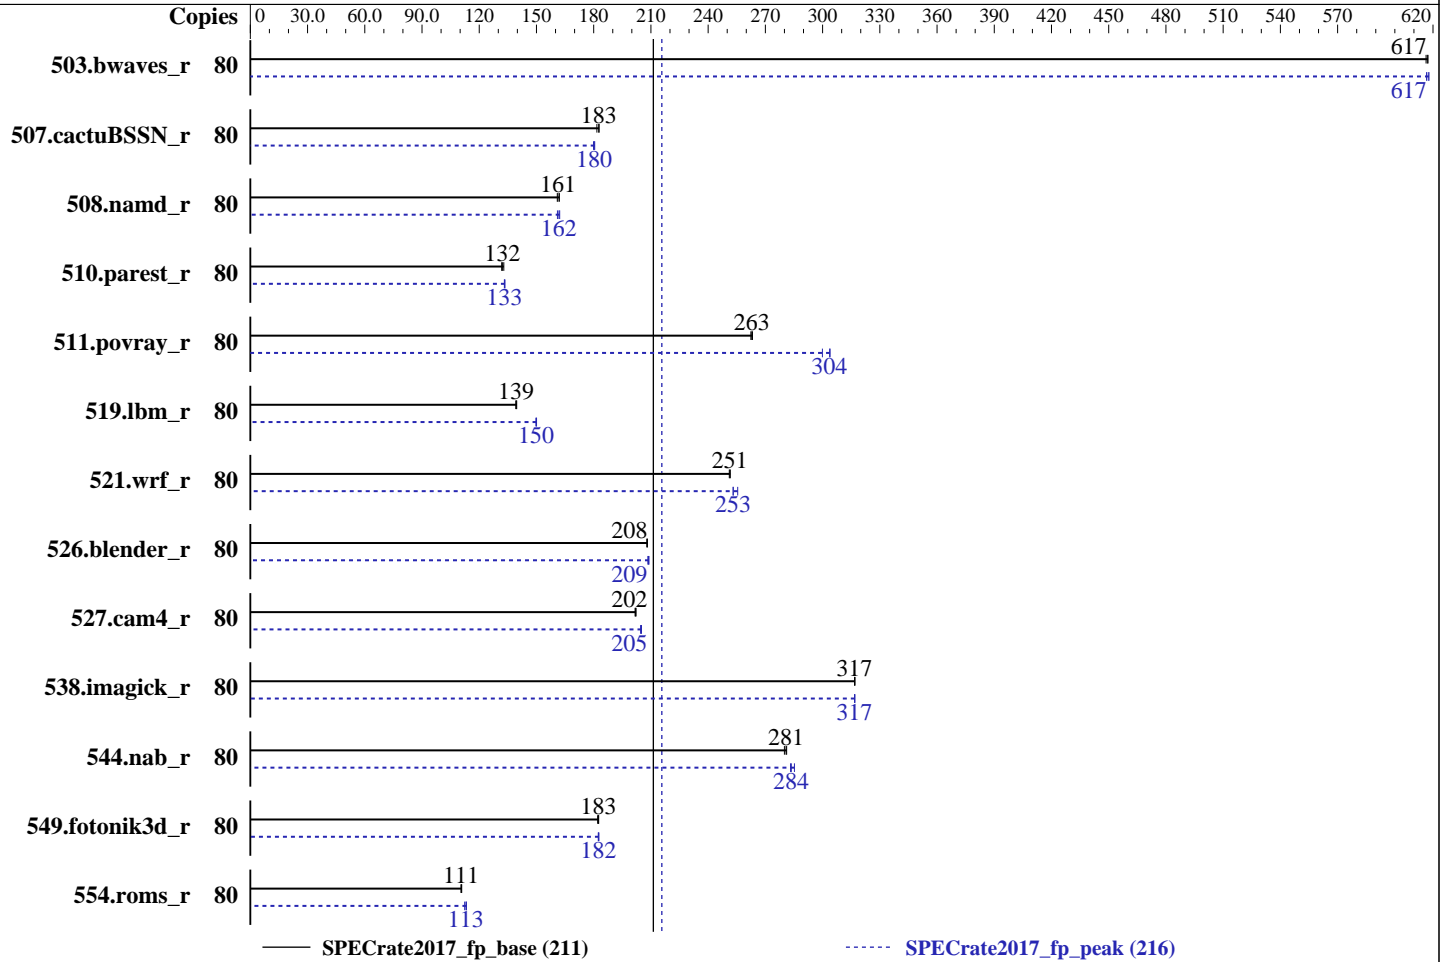 Copies 0 30.0 60.0 90.0 120 150 180 210 240 270 300 330 360 390 420 450 480 510 540 570 620
617
503.bwaves_r 80
617
183
507.cactuBSSN_r 80
180
161
508.namd_r 80
162
132
510.parest_r 80
133
263
511.povray_r 80
304
139
519.lbm_r 80
150
251
521.wrf_r 80
253
208
526.blender_r 80
209
202
527.cam4_r 80
205
317
538.imagick_r 80
317
281
544.nab_r 80
284
183
549.fotonik3d_r 80
182
111
554.roms_r 80
113
SPECrate2017_fp_base (211) SPECrate2017_fp_peak (216)